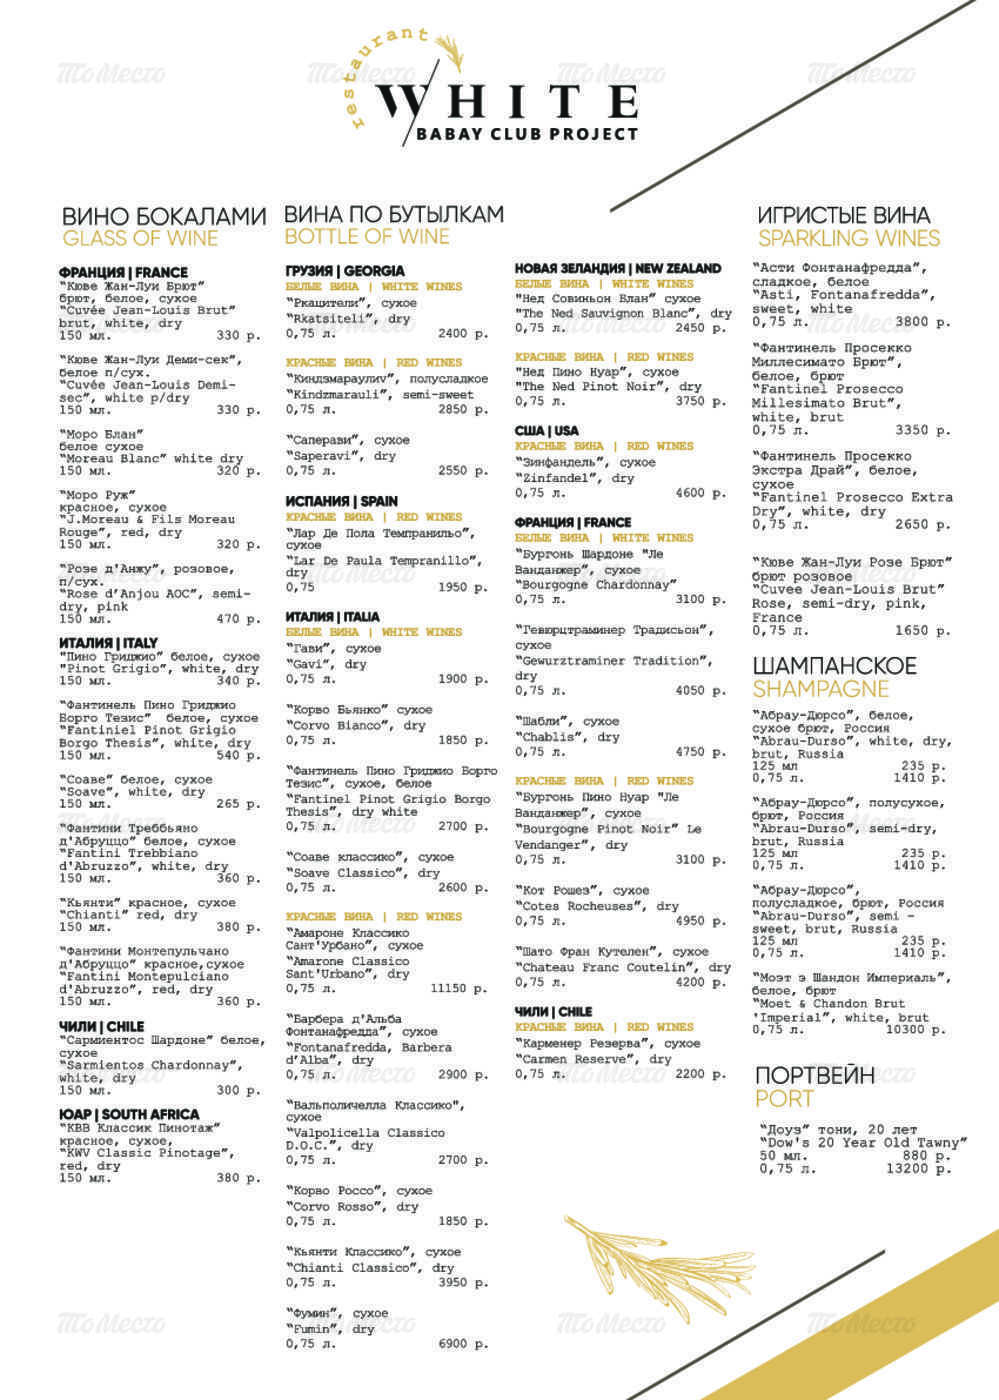 restaurant
WHITE
BABAY CLUB PROJECT
ВИНО БОКАЛАМИ
GLASS OF WINE
ФРАНЦИЯ | FRANCE
“Кюве Жан-Луи Брют”
брют, белое, сухое
“Cuvée Jean-Louis Brut”
brut, white, dry
150 мл. 330 р.
“Кюве Жан-Луи Деми-сек”,
белое п/сух.
“Cuvée Jean-Louis Demi-
sec”, white p/dry
150 мл. 330 р.
“Моро Блан”
белое сухое
“Moreau Blanc” white dry
150 мл. 320 р.
“Моро Руж”
красное, сухое
“J.Moreau & Fils Moreau
Rouge”, red, dry
150 мл. 320 р.
“Розе д'Анжу”, розовое,
п/сух.
“Rose d’Anjou AOC”, semi-
dry, pink
150 мл. 470 р.
ИТАЛИЯ | ITALY
“Пино Гриджио” белое, сухое
"Pinot Grigio”, white, dry
150 мл. 340 р.
“Фантинель Пино Гриджио
Борго Тезис” белое, сухое
“Fantiniel Pinot Grigio
Borgo Thesis”, white, dry
150 мл. 540 р.
“Соаве” белое, сухое
“Soave”, white, dry
150 мл. 265 р.
“Фантини Треббьяно
д'Абруццо” белое, сухое
“Fantini Trebbiano
d'Abruzzo”, white, dry
150 мл. 360 р.
“Кьянти” красное, сухое
“Chianti” red, dry
150 мл. 380 р.
“Фантини Монтепульчано
д'Абруццо” красное,сухое
“Fantini Montepulciano
d'Abruzzo”, red, dry
150 мл. 360 р.
ЧИЛИ | CHILE
“Сармиентос Шардоне” белое,
сухое
“Sarmientos Chardonnay”,
white, dry
150 мл. 300 р.
ЮАР | SOUTH AFRICA
“КВВ Классик Пинотаж”
красное, сухое,
“KWV Classic Pinotage”,
red, dry
150 мл. 380 р.
ВИНА ПО БУТЫЛКАМ
BOTTLE OF WINE
ГРУЗИЯ | GEORGIA
БЕЛЫЕ ВИНА | WHITE WINES
“Ркацители”, сухое
“Rkatsiteli”, dry
0,75 л. 2400 р.
КРАСНЫЕ ВИНА | RED WINES
“Киндзмараулиv”, полусладкое
“Kindzmarauli”, semi-sweet
0,75 л. 2850 р.
“Саперави”, сухое
“Saperavi”, dry
0,75 л. 2550 р.
ИСПАНИЯ | SPAIN
КРАСНЫЕ ВИНА | RED WINES
“Лар Де Пола Темпранильо”,
сухое
“Lar De Paula Tempranillo”,
dry
0,75 1950 р.
ИТАЛИЯ | ITALIA
БЕЛЫЕ ВИНА | WHITE WINES
“Гави”, сухое
“Gavi”, dry
0,75 л. 1900 р.
“Корво Бьянко” сухое
“Corvo Bianco”, dry
0,75 л. 1850 р.
“Фантинель Пино Гриджио Борго
Тезис”, сухое, белое
“Fantinel Pinot Grigio Borgo
Thesis”, dry white
0,75 л. 2700 р.
“Соаве классико”, сухое
“Soave Classico”, dry
0,75 л. 2600 р.
КРАСНЫЕ ВИНА | RED WINES
“Амароне Классико
Сант'Урбано”, сухое
“Amarone Classico
Sant'Urbano”, dry
0,75 л. 11150 р.
“Барбера д'Альба
Фонтанафредда”, сухое
“Fontanafredda, Barbera
d’Alba”, dry
0,75 л. 2900 р.
“Вальполичелла Классико",
сухое
“Valpolicella Classico
D.O.C.”, dry
0,75 л. 2700 р.
“Корво Россо”, сухое
“Corvo Rosso”, dry
0,75 л. 1850 р.
“Кьянти Классико”, сухое
“Chianti Classico”, dry
0,75 л. 3950 р.
“Фумин”, сухое
“Fumin”, dry
0,75 л. 6900 р.
НОВАЯ ЗЕЛАНДИЯ | NEW ZEALAND
БЕЛЫЕ ВИНА | WHITE WINES
"Нед Совиньон Блан” сухое
"The Ned Sauvignon Blanc”, dry
0,75 л. 2450 р.
КРАСНЫЕ ВИНА | RED WINES
"Нед Пино Нуар”, сухое
"The Ned Pinot Noir”, dry
0,75 л. 3750 р.
США | USA
КРАСНЫЕ ВИНА | RED WINES
“Зинфандель”, сухое
“Zinfandel”, dry
0,75 л. 4600 р.
ФРАНЦИЯ | FRANCE
БЕЛЫЕ ВИНА | WHITE WINES
“Бургонь Шардоне "Ле
Ванданжер”, сухое
“Bourgogne Chardonnay”
0,75 л. 3100 р.
“Гевюрцтраминер Традисьон”,
сухое
“Gewurztraminer Tradition”,
dry
0,75 л. 4050 р.
“Шабли”, сухое
“Chablis”, dry
0,75 л. 4750 р.
КРАСНЫЕ ВИНА | RED WINES
“Бургонь Пино Нуар "Ле
Ванданжер”, сухое
“Bourgogne Pinot Noir” Le
Vendanger”, dry
0,75 л. 3100 р.
“Кот Рошез”, сухое
“Cotes Rocheuses”, dry
0,75 л. 4950 р.
“Шато Фран Кутелен”, сухое
“Chateau Franc Coutelin”, dry
0,75 л. 4200 р.
ЧИЛИ | CHILE
КРАСНЫЕ ВИНА | RED WINES
“Карменер Резерва”, сухое
“Carmen Reserve”, dry
0,75 л. 2200 р.
ИГРИСТЫЕ ВИНА
SPARKLING WINES
“Асти Фонтанафредда”,
сладкое, белое
“Asti, Fontanafredda”,
sweet, white
0,75 л. 3800 р.
“Фантинель Просекко
Миллесимато Брют”,
белое, брют
“Fantinel Prosecco
Millesimato Brut”,
white, brut
0,75 л. 3350 р.
“Фантинель Просекко
Экстра Драй”, белое,
сухое
“Fantinel Prosecco Extra
Dry”, white, dry
0,75 л. 2650 р.
“Кюве Жан-Луи Розе Брют”
брют розовое
“Cuvee Jean-Louis Brut”
Rose, semi-dry, pink,
France
0,75 л. 1650 р.
ШАМПАНСКОЕ
SHAMPAGNE
“Абрау-Дюрсо”, белое,
сухое брют, Россия
“Abrau-Durso”, white, dry,
brut, Russia
125 мл 235 р.
0,75 л. 1410 р.
“Абрау-Дюрсо”, полусухое,
брют, Россия
“Abrau-Durso”, semi-dry,
brut, Russia
125 мл 235 р.
0,75 л. 1410 р.
“Абрау-Дюрсо”,
полусладкое, брют, Россия
“Abrau-Durso”, semi -
sweet, brut, Russia
125 мл 235 р.
0,75 л. 1410 р.
“Моэт э Шандон Империаль”,
белое, брют
“Moet & Chandon Brut
'Imperial”, white, brut
0,75 л. 10300 р.
ПОРТВЕЙН
PORT
“Доуз” тони, 20 лет
“Dow's 20 Year Old Tawny”
50 мл. 880 р.
0,75 л. 13200 р.